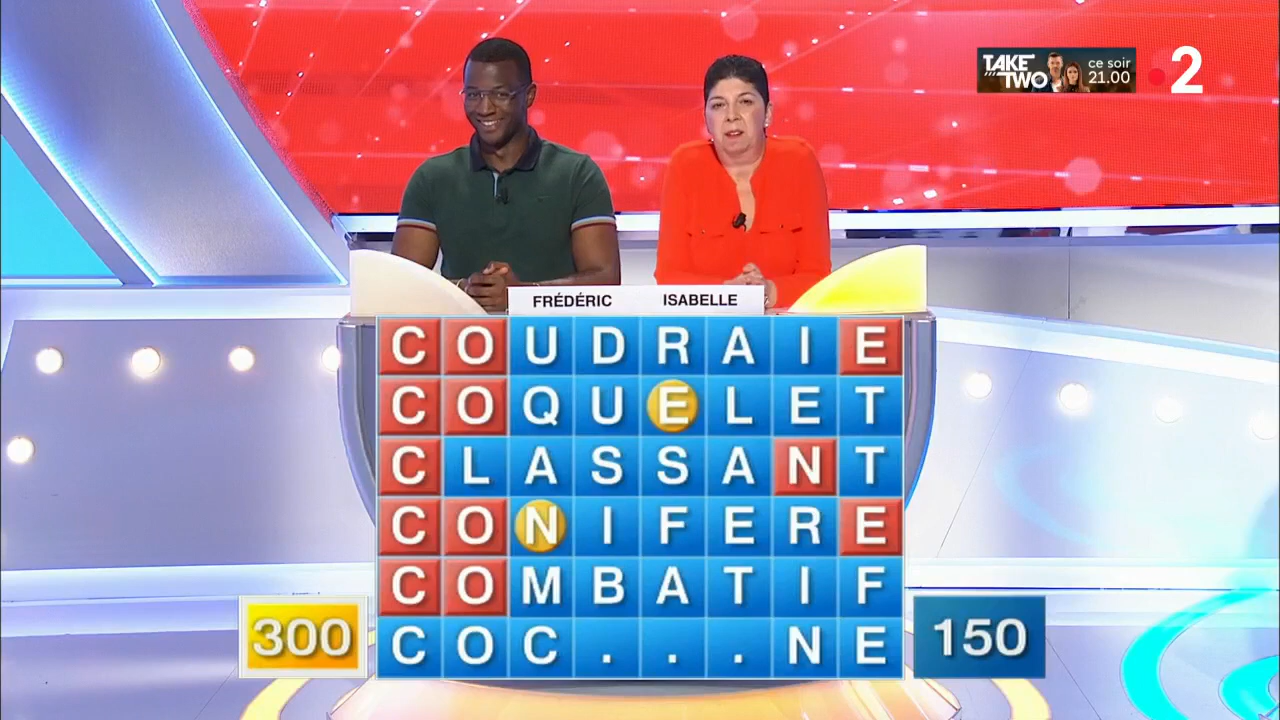 TAKE TWO
ce soir
21.00
2
FRÉDÉRIC ISABELLE
COUDRAIE
COQUELET
CLASSANT
CONIFERE
COMBATIF
COC...NE
300
150